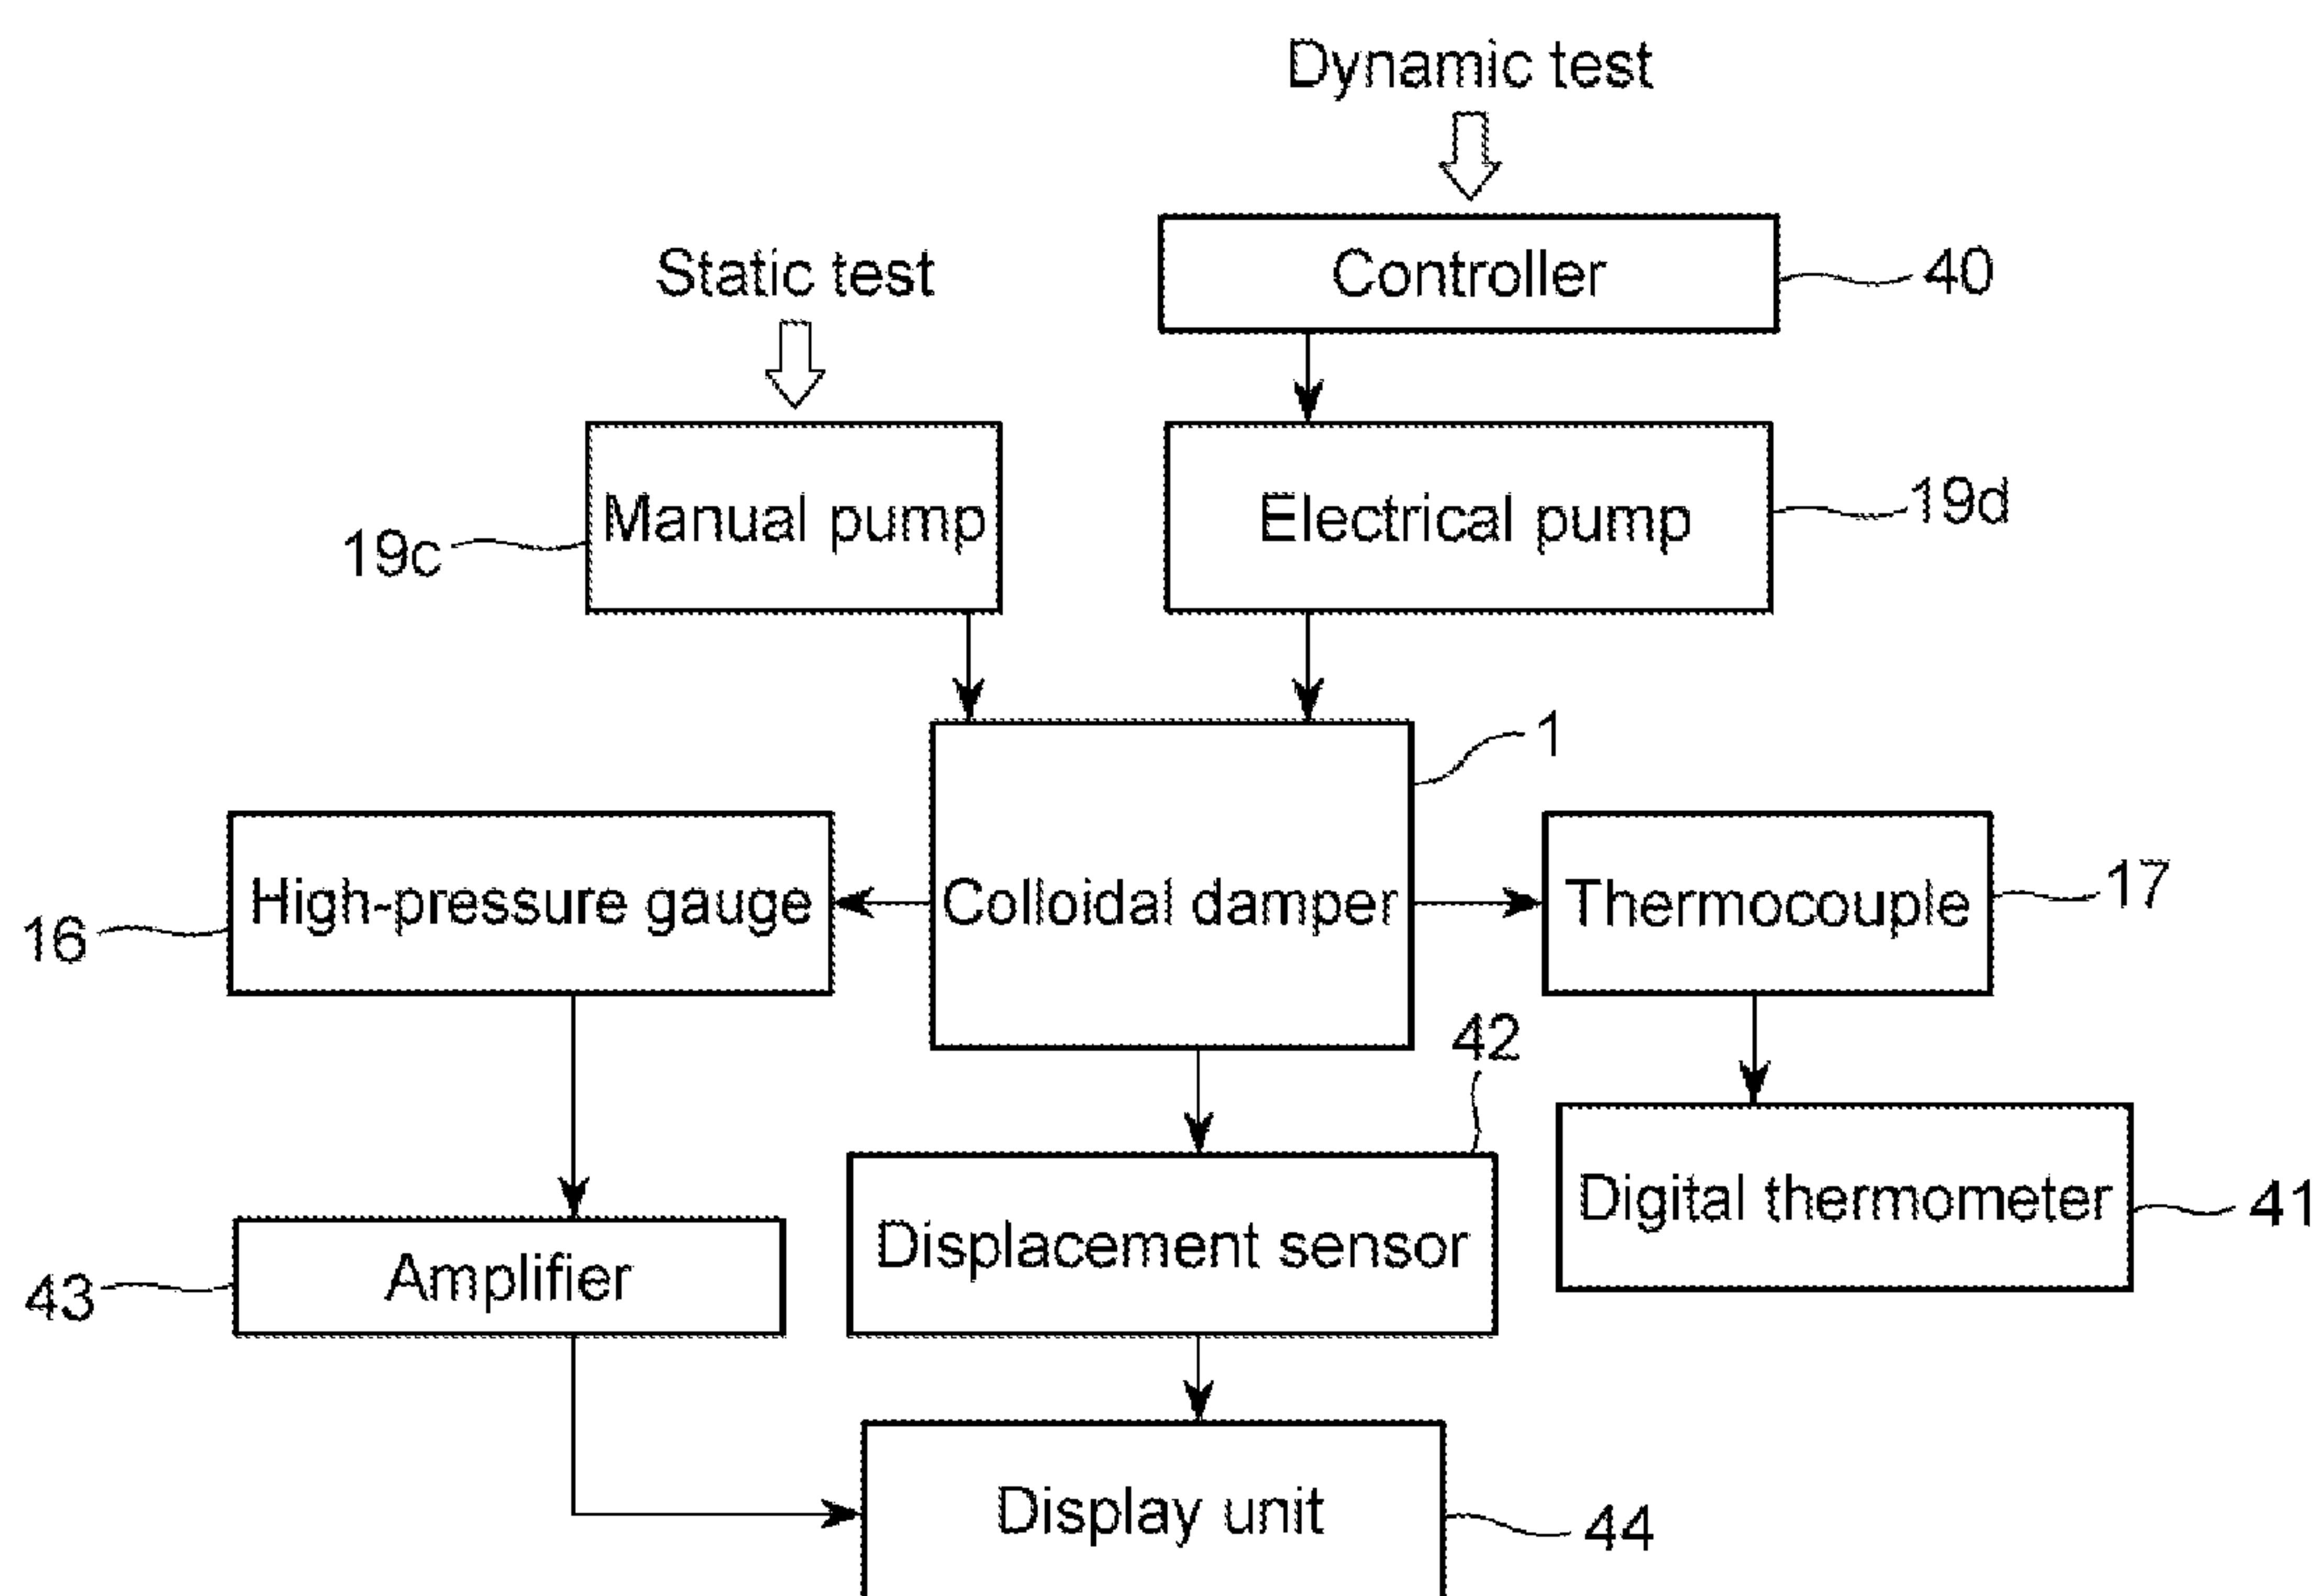 Dynamic test
Static test
Controller
40
Manual pump
19c
Electrical pump
19d
1
High-pressure gauge
16
Colloidal damper
Thermocouple
17
42
Digital thermometer
41
Displacement sensor
Amplifier
43
Display unit
44